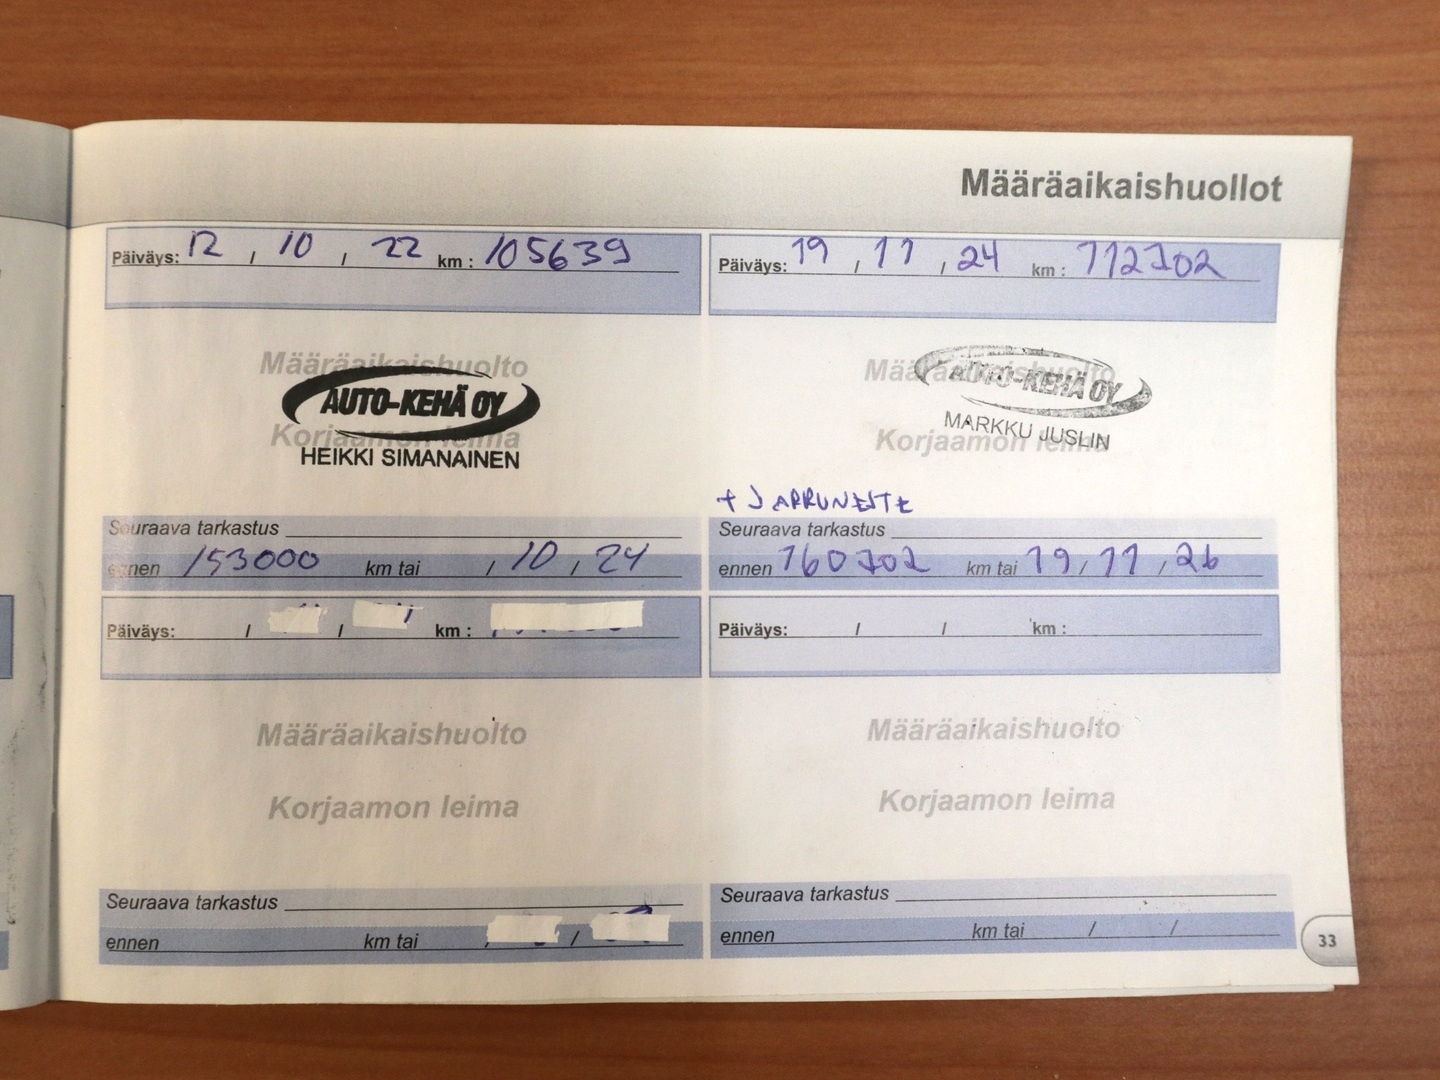 Määräaikaishuollot
Päiväys: 12 / 10 / 22 km : 105639
Määräaikaishuolto
AUTO-KEHÄ OY
Korjaamon leima
HEIKKI SIMANAINEN
Seuraava tarkastus
ennen 153000 km tai / 10 / 24
Päiväys: 19 / 11 / 24 km : 112702
Määräaikaishuolto
AUTO-KEHÄ OY
MARKKU JUSLIN
Korjaamon leima
+ JARRUNESTE
Seuraava tarkastus
ennen 160702 km tai 19 / 11 / 26
Päiväys: / / km :
Määräaikaishuolto
Korjaamon leima
Seuraava tarkastus
ennen km tai / /
Päiväys: / / km :
Määräaikaishuolto
Korjaamon leima
Seuraava tarkastus
ennen km tai / /
33